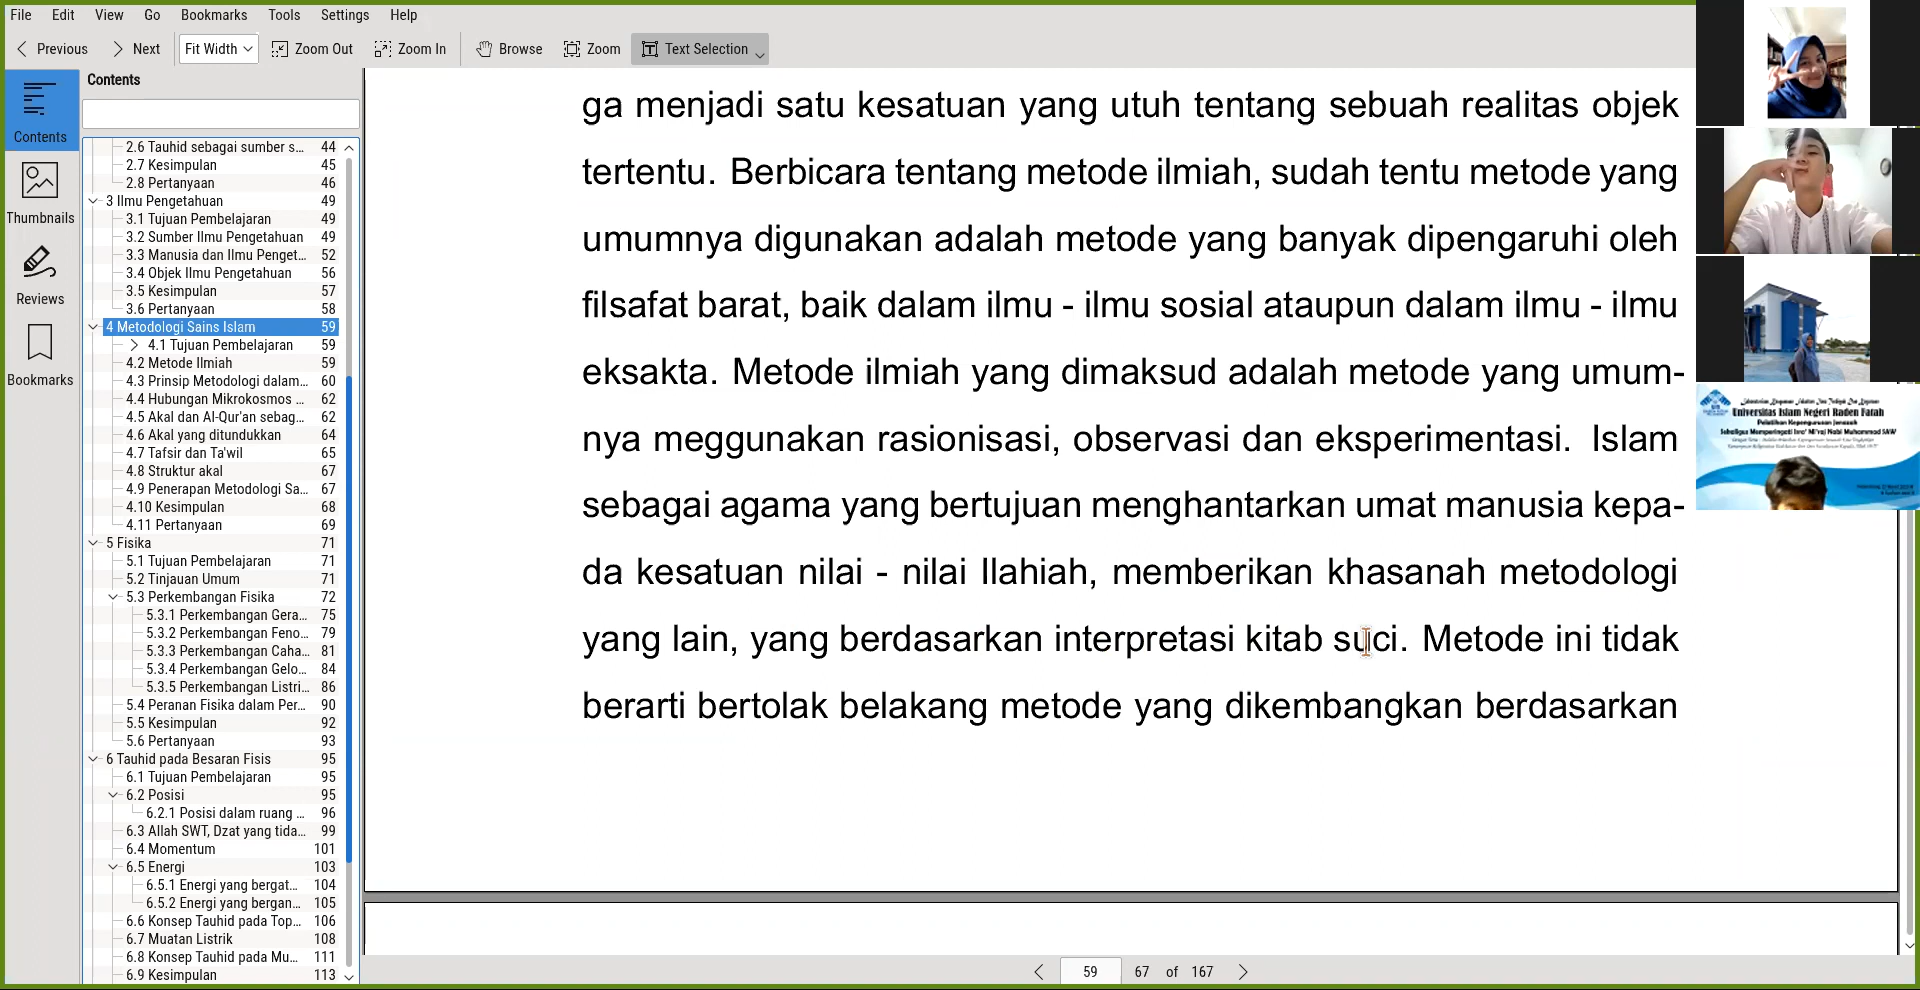 File Edit View Go Bookmarks Tools Settings Help
Previous Next Fit Width Zoom Out Zoom In Browse Zoom Text Selection
Contents
Thumbnails
Reviews
Bookmarks
Contents
2.6 Tauhid sebagai sumber s... 44
2.7 Kesimpulan 45
2.8 Pertanyaan 46
3 Ilmu Pengetahuan 49
3.1 Tujuan Pembelajaran 49
3.2 Sumber Ilmu Pengetahuan 49
3.3 Manusia dan Ilmu Penget... 52
3.4 Objek Ilmu Pengetahuan 56
3.5 Kesimpulan 57
3.6 Pertanyaan 58
4 Metodologi Sains Islam 59
4.1 Tujuan Pembelajaran 59
4.2 Metode Ilmiah 59
4.3 Prinsip Metodologi dalam... 60
4.4 Hubungan Mikrokosmos ... 62
4.5 Akal dan Al-Qur'an sebag... 62
4.6 Akal yang ditundukkan 64
4.7 Tafsir dan Ta'wil 65
4.8 Struktur akal 67
4.9 Penerapan Metodologi Sa... 67
4.10 Kesimpulan 68
4.11 Pertanyaan 69
5 Fisika 71
5.1 Tujuan Pembelajaran 71
5.2 Tinjauan Umum 71
5.3 Perkembangan Fisika 72
5.3.1 Perkembangan Gera... 75
5.3.2 Perkembangan Feno... 79
5.3.3 Perkembangan Caha... 81
5.3.4 Perkembangan Gelo... 84
5.3.5 Perkembangan Listri... 86
5.4 Peranan Fisika dalam Per... 90
5.5 Kesimpulan 92
5.6 Pertanyaan 93
6 Tauhid pada Besaran Fisis 95
6.1 Tujuan Pembelajaran 95
6.2 Posisi 95
6.2.1 Posisi dalam ruang ... 96
6.3 Allah SWT, Dzat yang tida... 99
6.4 Momentum 101
6.5 Energi 103
6.5.1 Energi yang bergat... 104
6.5.2 Energi yang bergan... 105
6.6 Konsep Tauhid pada Top... 106
6.7 Muatan Listrik 108
6.8 Konsep Tauhid pada Mu... 111
6.9 Kesimpulan 113
ga menjadi satu kesatuan yang utuh tentang sebuah realitas objek
tertentu. Berbicara tentang metode ilmiah, sudah tentu metode yang
umumnya digunakan adalah metode yang banyak dipengaruhi oleh
filsafat barat, baik dalam ilmu - ilmu sosial ataupun dalam ilmu - ilmu
eksakta. Metode ilmiah yang dimaksud adalah metode yang umum-
nya meggunakan rasionisasi, observasi dan eksperimentasi. Islam
sebagai agama yang bertujuan menghantarkan umat manusia kepa-
da kesatuan nilai - nilai Ilahiah, memberikan khasanah metodologi
yang lain, yang berdasarkan interpretasi kitab suci. Metode ini tidak
berarti bertolak belakang metode yang dikembangkan berdasarkan
59 67 of 167
Universitas Islam Negeri Raden Fatah
Pelatihan Kepengurusan Jenazah
Sekaligus Memperingati Isra' Mi'raj Nabi Muhammad SAW